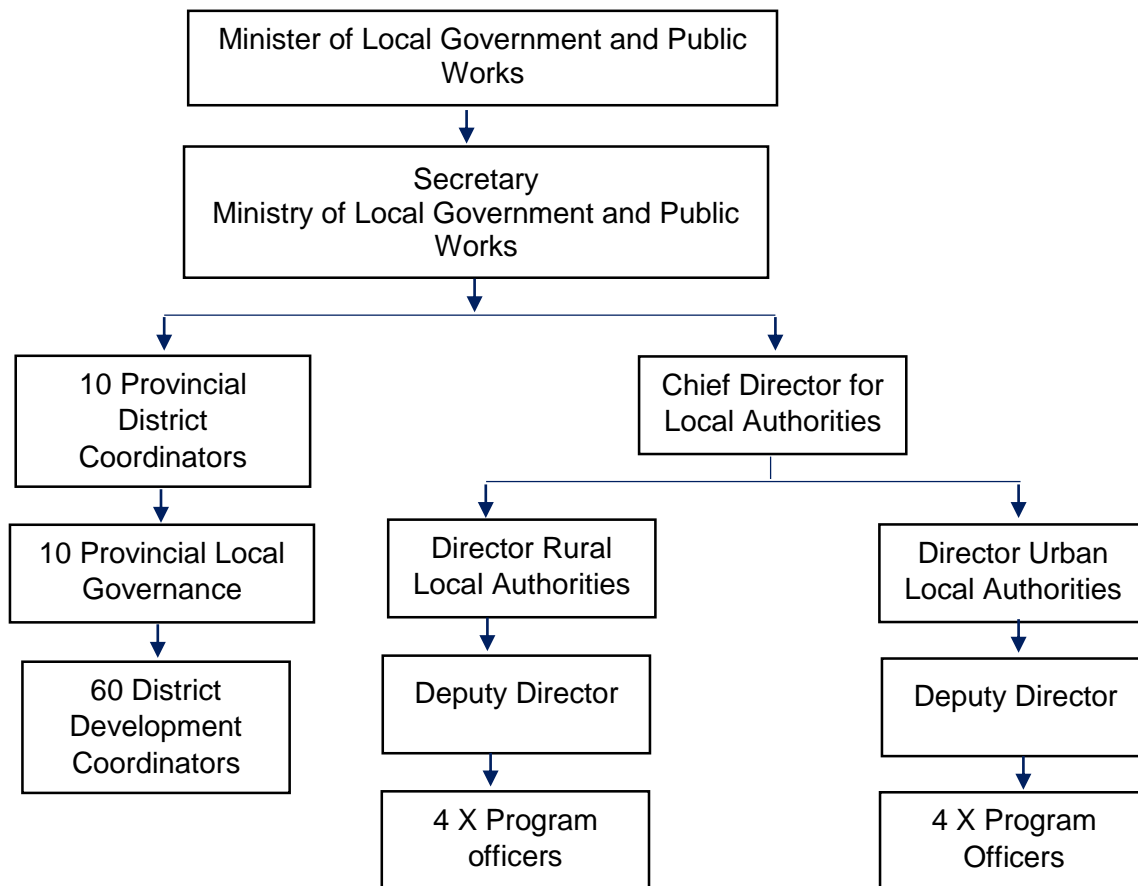 Minister of Local Government and Public
Works
Secretary
Ministry of Local Government and Public
Works
10 Provincial
District
Coordinators
Chief Director for
Local Authorities
10 Provincial Local
Governance
Director Rural
Local Authorities
Director Urban
Local Authorities
60 District
Development
Coordinators
Deputy Director
Deputy Director
4 X Program
officers
4 X Program
Officers